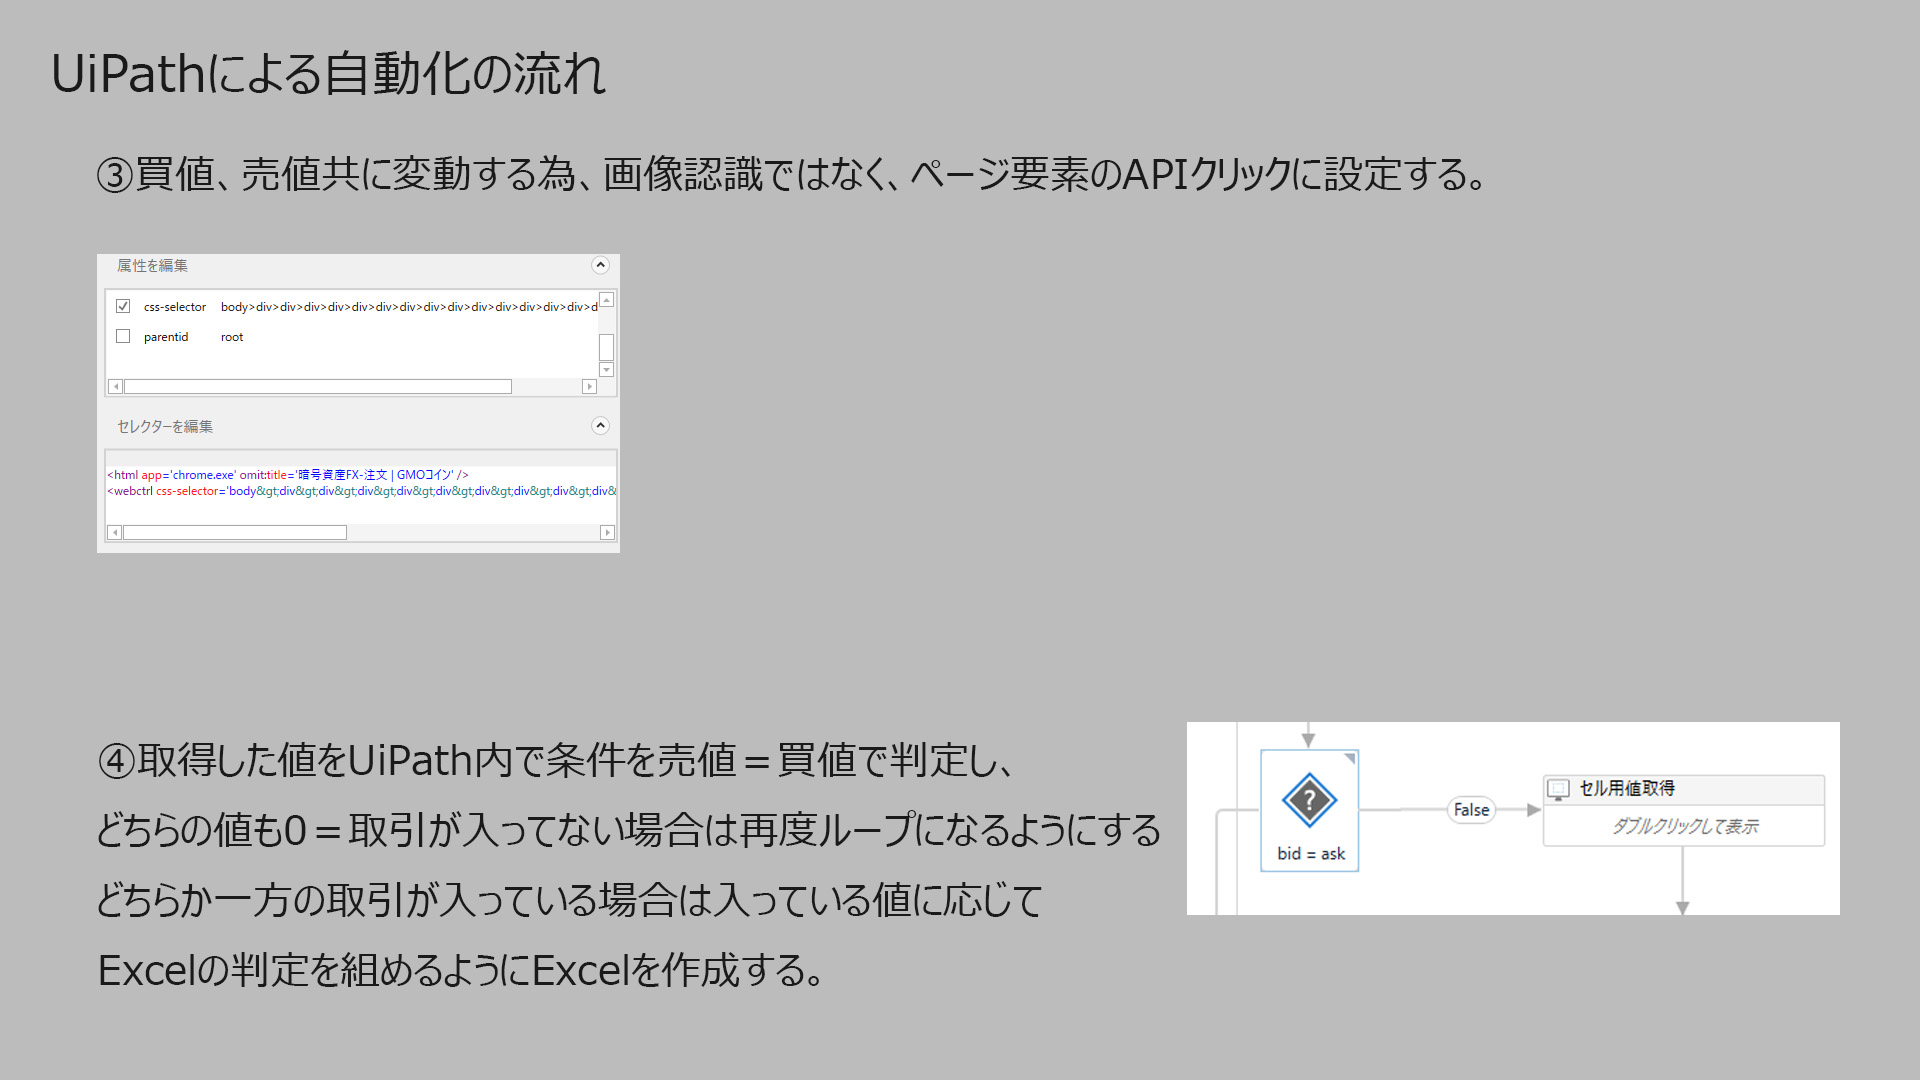 UiPathによる自動化の流れ
③買値、売値共に変動する為、画像認識ではなく、ページ要素のAPIクリックに設定する。
属性を編集
css-selector body>div>div>div>div>div>div>div>div>div>div>div>div>div>div>d
parentid root
セレクターを編集
<html app='chrome.exe' omit:title='暗号資産FX-注文 | GMOコイン' />
<webctrl css-selector='body&gt;div&gt;div&gt;div&gt;div&gt;div&gt;div&gt;div&gt;div&gt;div&
④取得した値をUiPath内で条件を売値＝買値で判定し、
どちらの値も0＝取引が入ってない場合は再度ループになるようにする
どちらか一方の取引が入っている場合は入っている値に応じて
Excelの判定を組めるようにExcelを作成する。
?
bid = ask
False
セル用値取得
ダブルクリックして表示